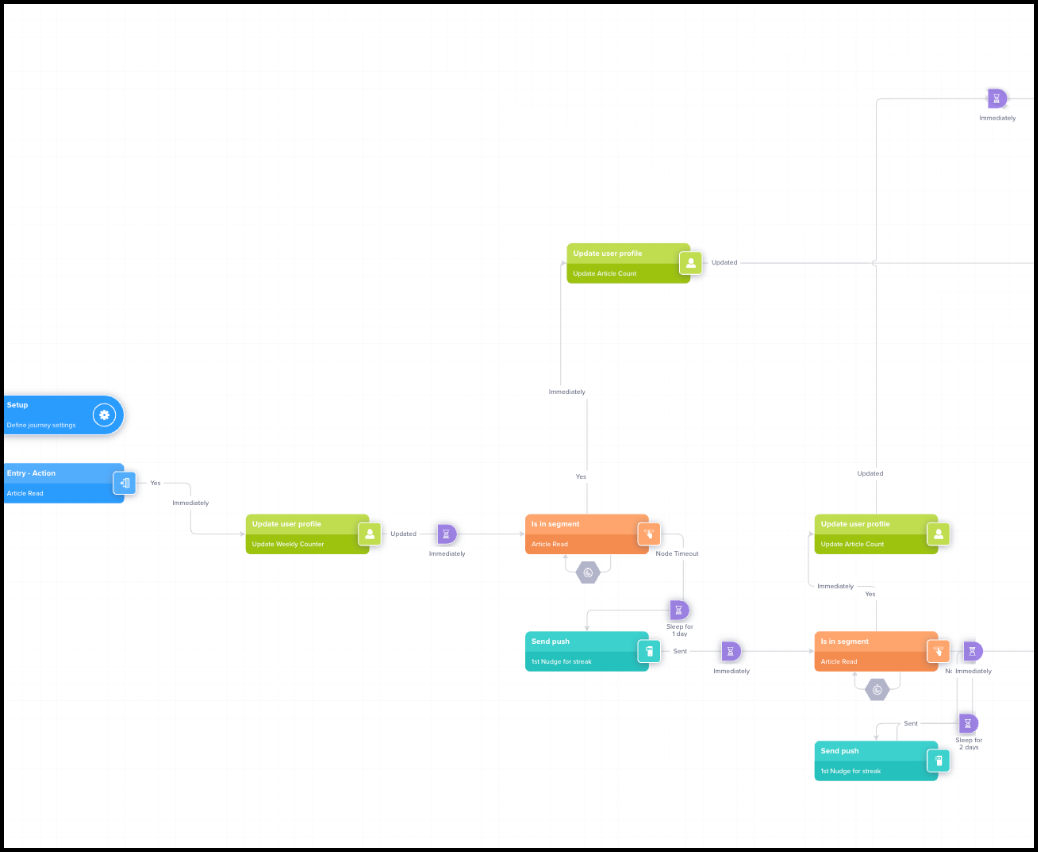 Immediately
Update user profile
Update Article Count
Updated
Immediately
Setup
Define journey settings
Entry - Action
Article Read
Yes
Immediately
Yes
Updated
Update user profile
Update Weekly Counter
Updated
Immediately
Is in segment
Article Read
Node Timeout
Update user profile
Update Article Count
Immediately
Yes
Sleep for
1 day
Send push
1st Nudge for streak
Sent
Immediately
Is in segment
Article Read
Immediately
Sent
Sleep for
2 days
Send push
1st Nudge for streak